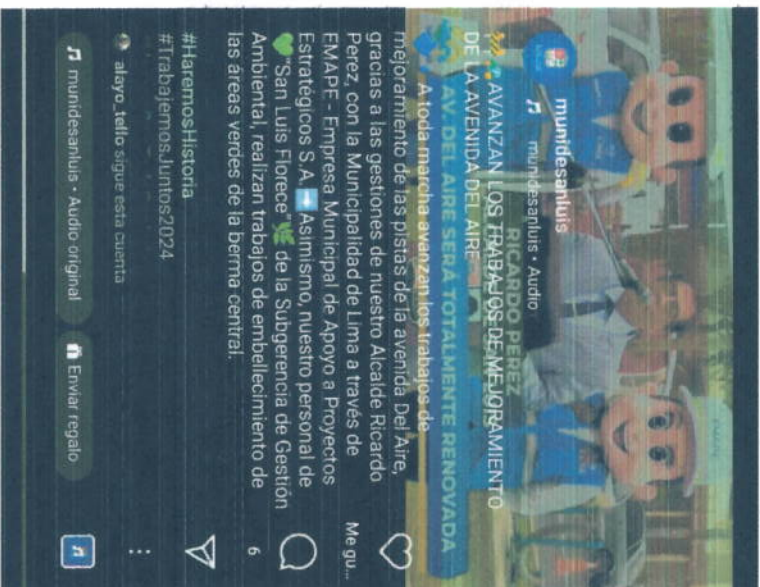 munidesanluis
munidesanluis • Audio
RICARDO PEREZ
AVANZAN LOS TRABAJOS DE MEJORAMIENTO
DE LA AVENIDA DEL AIRE
AV. DEL AIRE SERÁ TOTALMENTE RENOVADA
A toda marcha avanzan los trabajos de
mejoramiento de las pistas de la avenida Del Aire,
gracias a las gestiones de nuestro Alcalde Ricardo
Perez, con la Municipalidad de Lima a través de
EMAPE - Empresa Municipal de Apoyo a Proyectos
Estratégicos S.A. ➡️Asimismo, nuestro personal de
💚"San Luis Florece"🌿 de la Subgerencia de Gestión
Ambiental, realizan trabajos de embellecimiento de
las áreas verdes de la berma central.
#HaremosHistoria
#TrabajemosJuntos2024
alayo_tello sigue esta cuenta
munidesanluis • Audio original
Enviar regalo
Me gu...
6